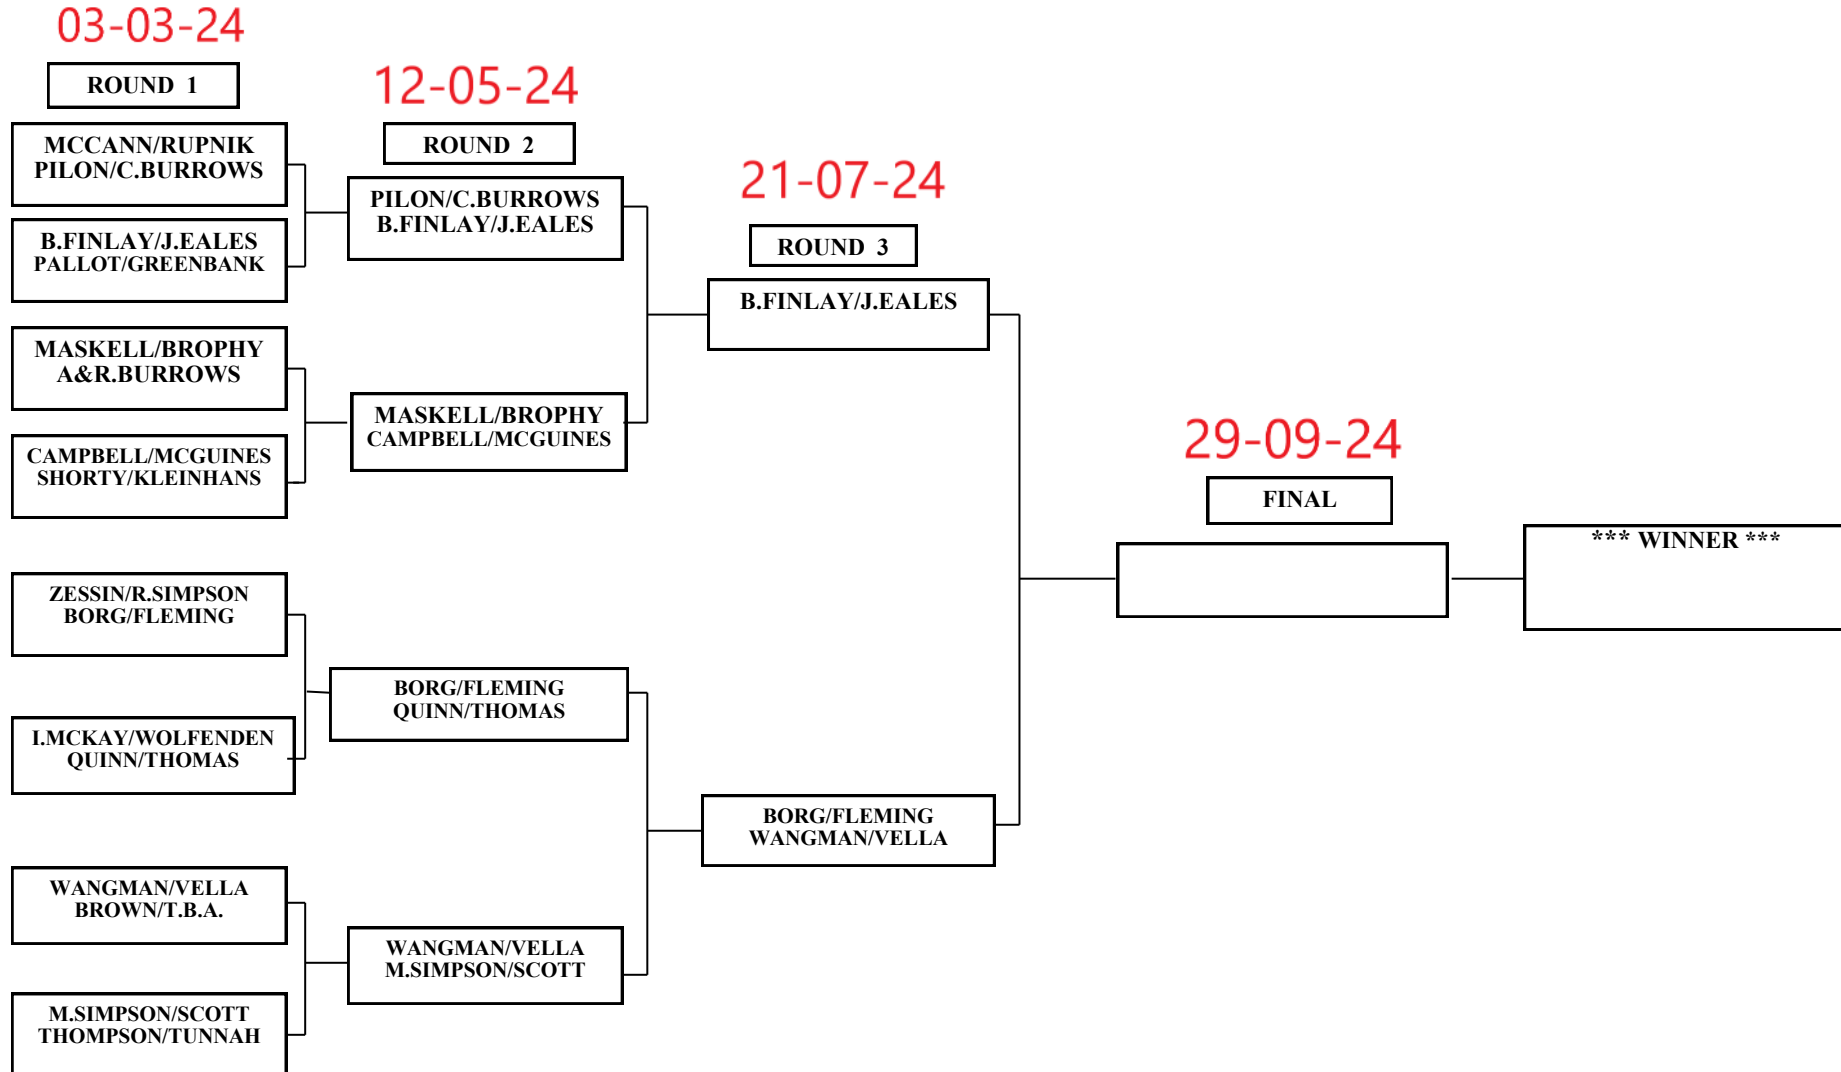 03-03-24
ROUND 1
MCCANN/RUPNIK
PILON/C.BURROWS
B.FINLAY/J.EALES
PALLOT/GREENBANK
MASKELL/BROPHY
A&R.BURROWS
CAMPBELL/MCGUINES
SHORTY/KLEINHANS
ZESSIN/R.SIMPSON
BORG/FLEMING
I.MCKAY/WOLFENDEN
QUINN/THOMAS
WANGMAN/VELLA
BROWN/T.B.A.
M.SIMPSON/SCOTT
THOMPSON/TUNNAH
12-05-24
ROUND 2
PILON/C.BURROWS
B.FINLAY/J.EALES
MASKELL/BROPHY
CAMPBELL/MCGUINES
BORG/FLEMING
QUINN/THOMAS
WANGMAN/VELLA
M.SIMPSON/SCOTT
21-07-24
ROUND 3
B.FINLAY/J.EALES
BORG/FLEMING
WANGMAN/VELLA
29-09-24
FINAL
*** WINNER ***